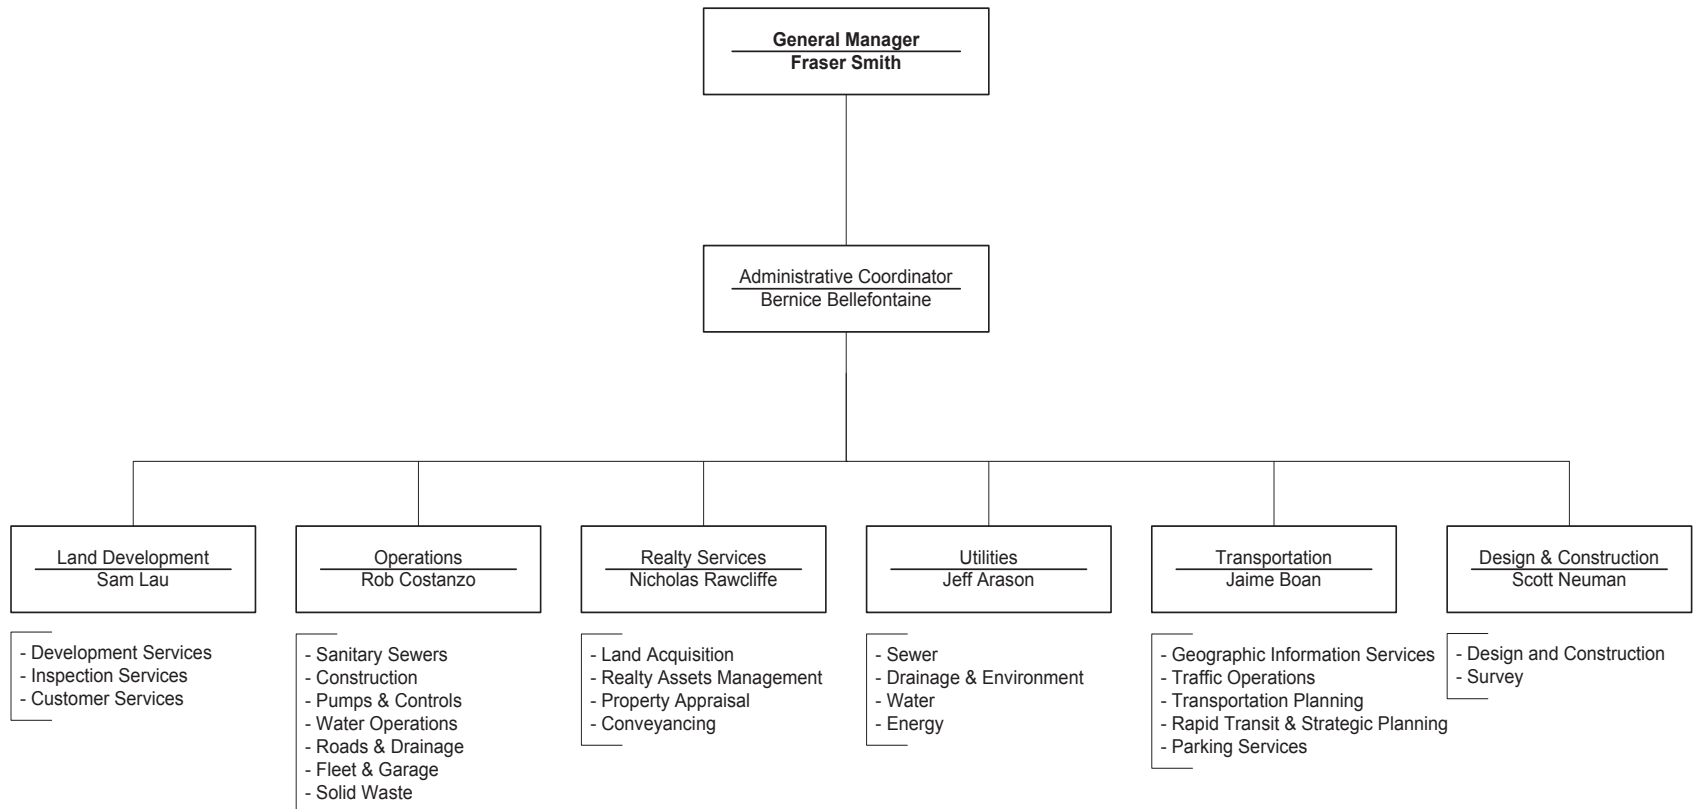 General Manager
Fraser Smith
Administrative Coordinator
Bernice Bellefontaine
Land Development
Sam Lau
- Development Services
- Inspection Services
- Customer Services
Operations
Rob Costanzo
- Sanitary Sewers
- Construction
- Pumps & Controls
- Water Operations
- Roads & Drainage
- Fleet & Garage
- Solid Waste
Realty Services
Nicholas Rawcliffe
- Land Acquisition
- Realty Assets Management
- Property Appraisal
- Conveyancing
Utilities
Jeff Arason
- Sewer
- Drainage & Environment
- Water
- Energy
Transportation
Jaime Boan
- Geographic Information Services
- Traffic Operations
- Transportation Planning
- Rapid Transit & Strategic Planning
- Parking Services
Design & Construction
Scott Neuman
- Design and Construction
- Survey